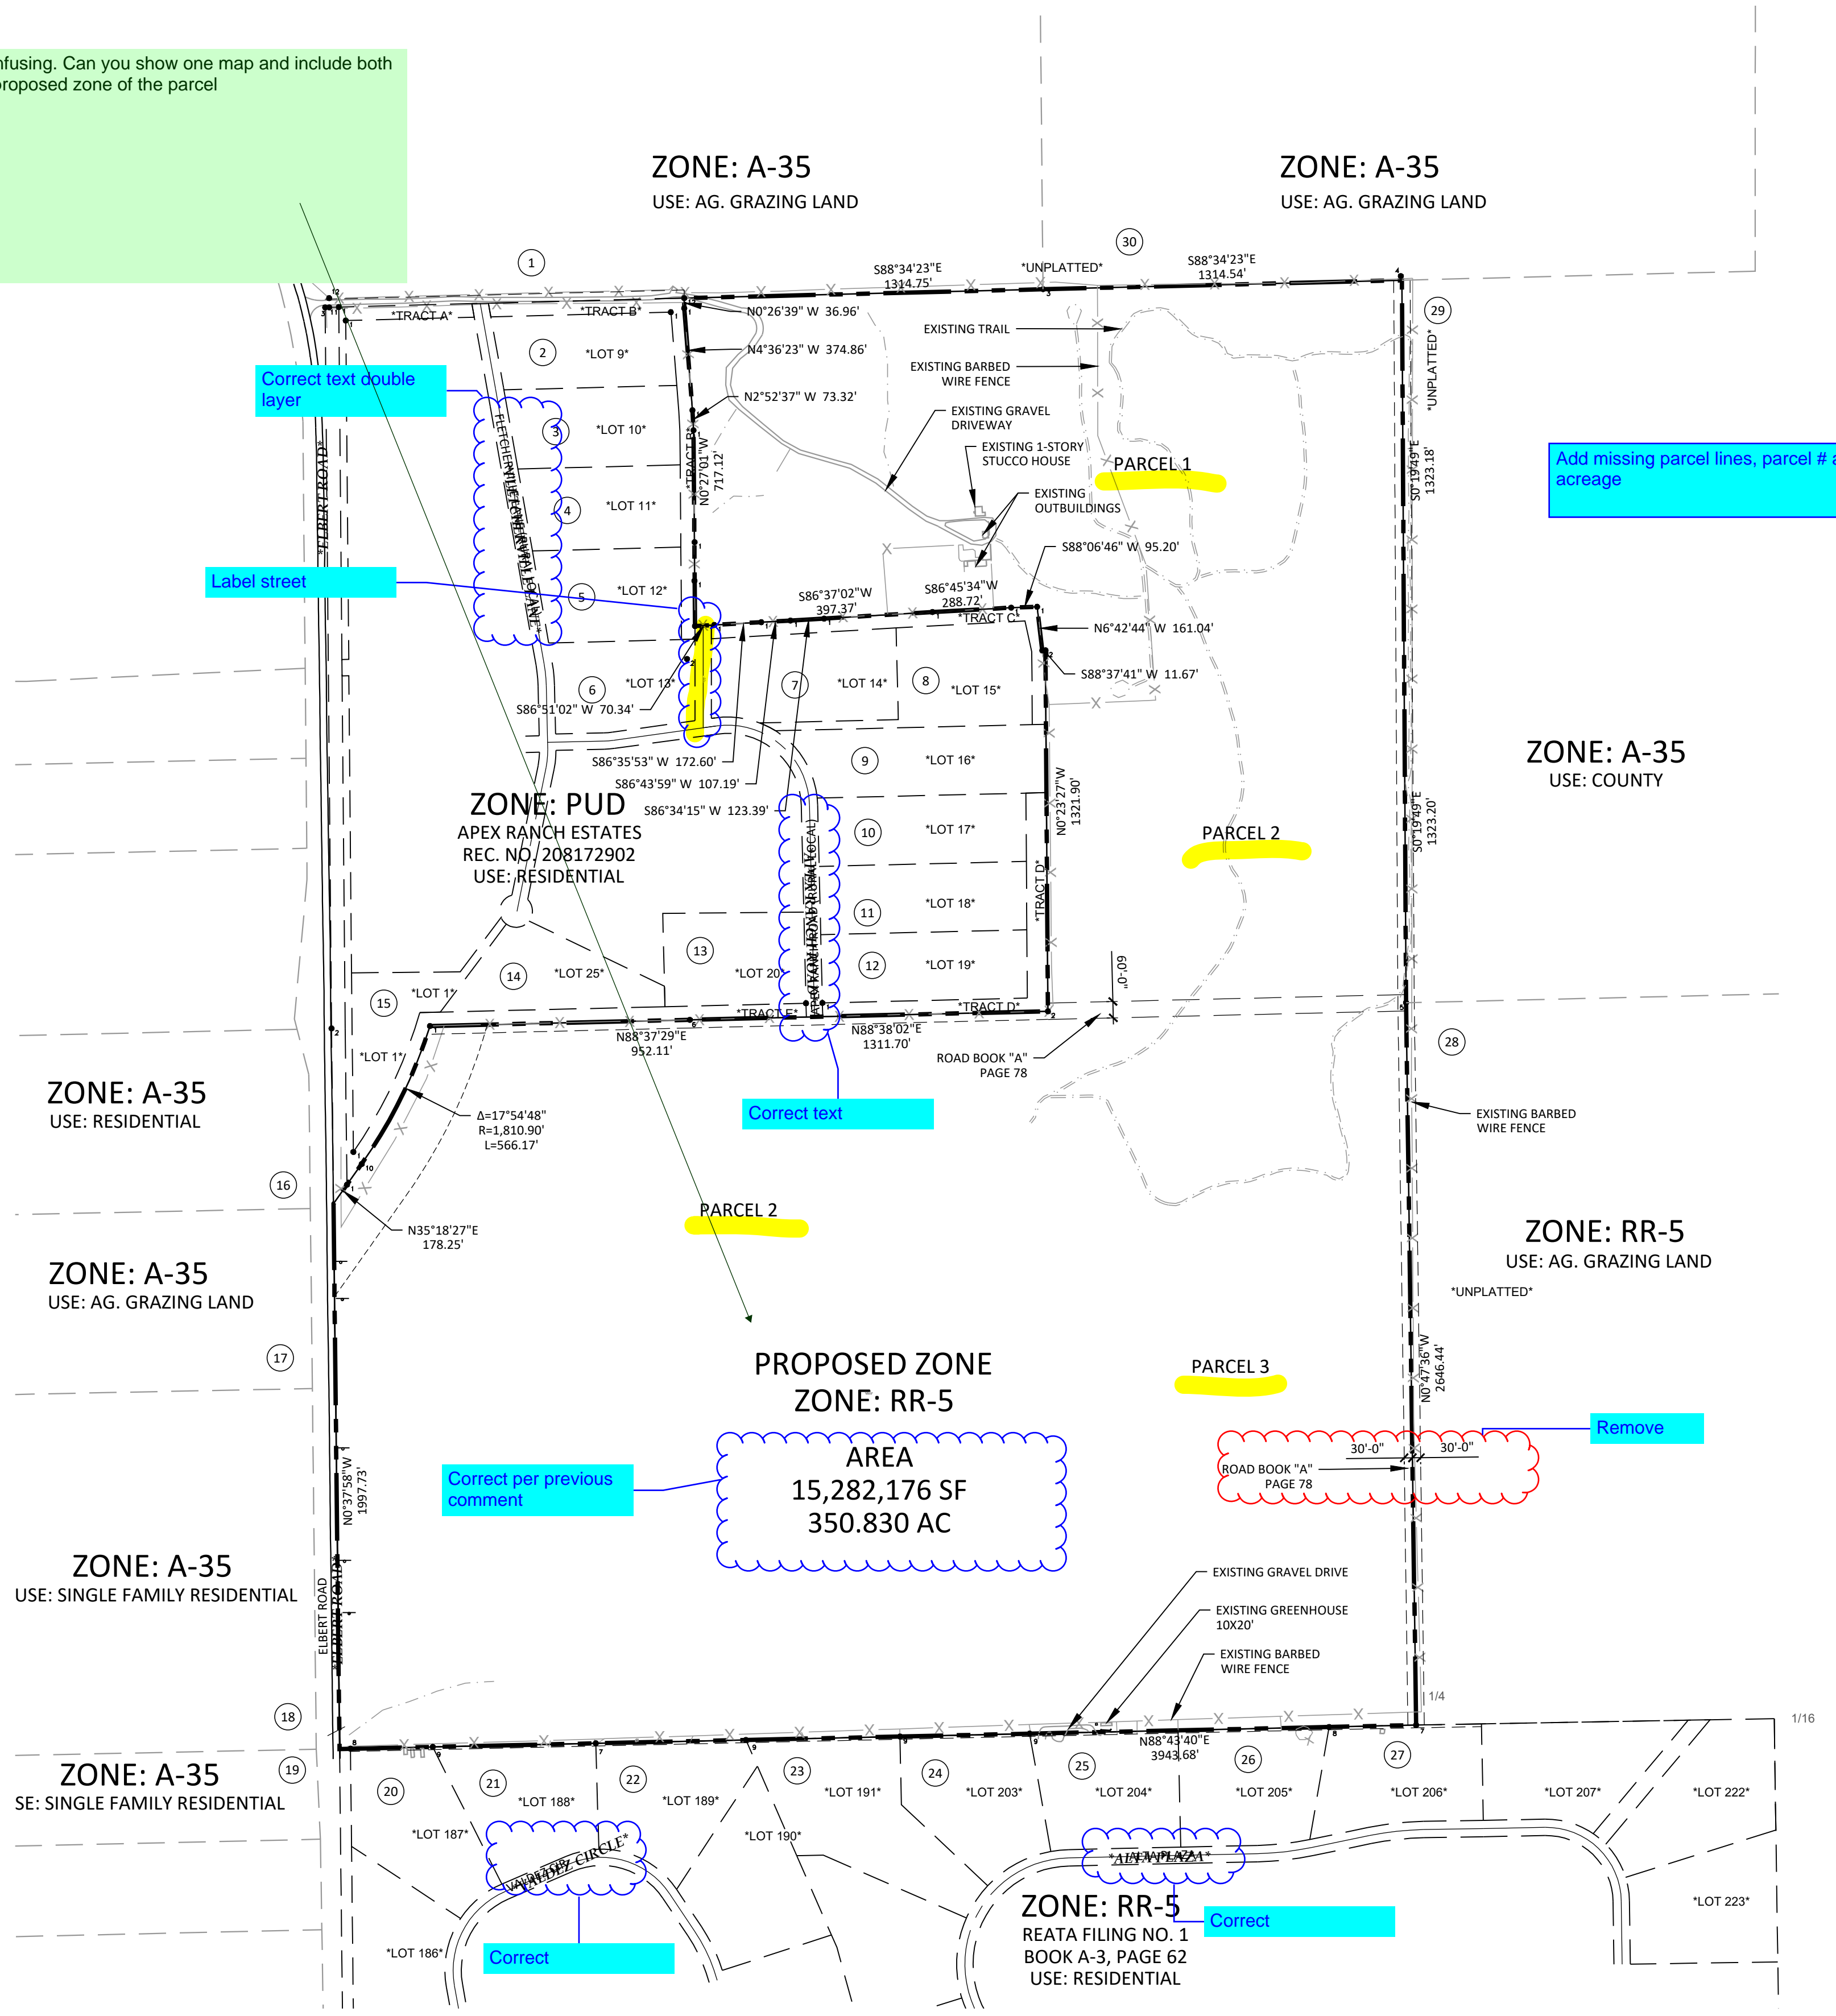 nfusing. Can you show one map and include both
proposed zone of the parcel
ZONE: A-35
USE: AG. GRAZING LAND
ZONE: A-35
USE: AG. GRAZING LAND
1
30
S88°34'23"E
1314.75'
*UNPLATTED*
S88°34'23"E
1314.54'
4
12
3
11
3
*TRACT A*
*TRACT B*
N0°26'39" W 36.96'
29
*UNPLATTED*
EXISTING TRAIL
2
*LOT 9*
N4°36'23" W 374.86'
EXISTING BARBED
WIRE FENCE
Correct text double
layer
N2°52'37" W 73.32'
EXISTING GRAVEL
DRIVEWAY
3
*LOT 10*
*TRACT B*
N0°27'01"W
717.12'
EXISTING 1-STORY
STUCCO HOUSE
PARCEL 1
S0°19'49"E
1323.18'
Add missing parcel lines, parcel # a
acreage
*ELBERT ROAD*
4
*LOT 11*
EXISTING
OUTBUILDINGS
S88°06'46" W 95.20'
Label street
5
*LOT 12*
S86°37'02"W
397.37'
S86°45'34"W
288.72'
*TRACT C*
N6°42'44" W 161.04'
S88°37'41" W 11.67'
6
*LOT 13*
7
*LOT 14*
8
*LOT 15*
S86°51'02" W 70.34'
S86°35'53" W 172.60'
9
*LOT 16*
ZONE: A-35
USE: COUNTY
S86°43'59" W 107.19'
S86°34'15" W 123.39'
N0°23'27"W
1321.90'
ZONE: PUD
APEX RANCH ESTATES
REC. NO. 208172902
USE: RESIDENTIAL
10
*LOT 17*
PARCEL 2
S0°19'49"E
1323.20'
*TRACT D*
11
*LOT 18*
13
12
*LOT 19*
14
*LOT 25*
*LOT 20*
60'-0"
15
*LOT 1*
*TRACT E*
*TRACT D*
N88°37'29"E
952.11'
N88°38'02"E
1311.70'
28
*LOT 1*
ROAD BOOK "A"
PAGE 78
ZONE: A-35
USE: RESIDENTIAL
Correct text
Δ=17°54'48"
R=1,810.90'
L=566.17'
EXISTING BARBED
WIRE FENCE
10
16
PARCEL 2
N35°18'27"E
178.25'
ZONE: RR-5
USE: AG. GRAZING LAND
*UNPLATTED*
ZONE: A-35
USE: AG. GRAZING LAND
17
PROPOSED ZONE
ZONE: RR-5
PARCEL 3
N0°47'36"W
2646.44'
Remove
AREA
15,282,176 SF
350.830 AC
30'-0"
30'-0"
ROAD BOOK "A"
PAGE 78
Correct per previous
comment
N0°37'58"W
1997.73'
ZONE: A-35
USE: SINGLE FAMILY RESIDENTIAL
ELBERT ROAD
*ELBERT ROAD*
EXISTING GRAVEL DRIVE
EXISTING GREENHOUSE
10X20'
EXISTING BARBED
WIRE FENCE
1/4
1/16
18
N88°43'40"E
3943.68'
19
ZONE: A-35
SE: SINGLE FAMILY RESIDENTIAL
20
21
22
23
24
25
26
27
*LOT 187*
*LOT 188*
*LOT 189*
*LOT 190*
*LOT 191*
*LOT 203*
*LOT 204*
*LOT 205*
*LOT 206*
*LOT 207*
*LOT 222*
*LOT 223*
VALDEZ CIR
VALDEZ CIRCLE*
*ALTA PLAZA*
*LOT 186*
Correct
Correct
ZONE: RR-5
REATA FILING NO. 1
BOOK A-3, PAGE 62
USE: RESIDENTIAL